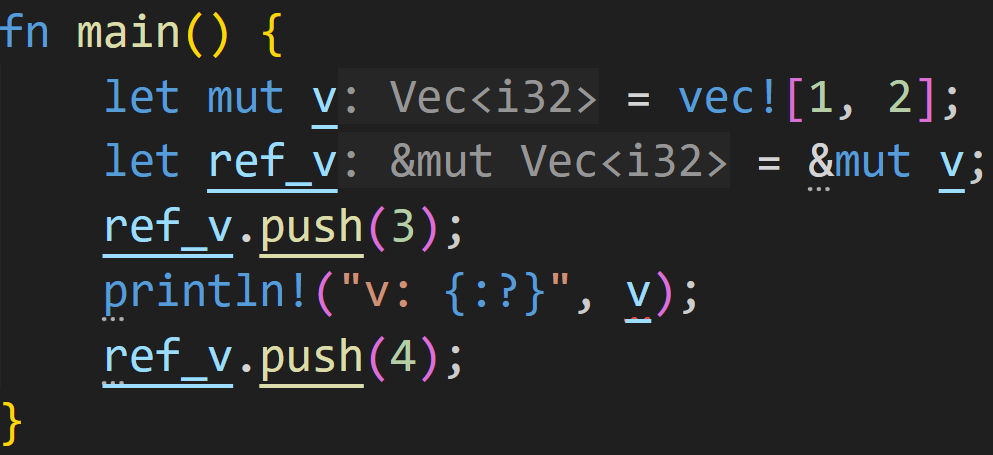 fn main() {
    let mut v: Vec<i32> = vec![1, 2];
    let ref_v: &mut Vec<i32> = &mut v;
    ref_v.push(3);
    println!("v: {:?}", v);
    ref_v.push(4);
}